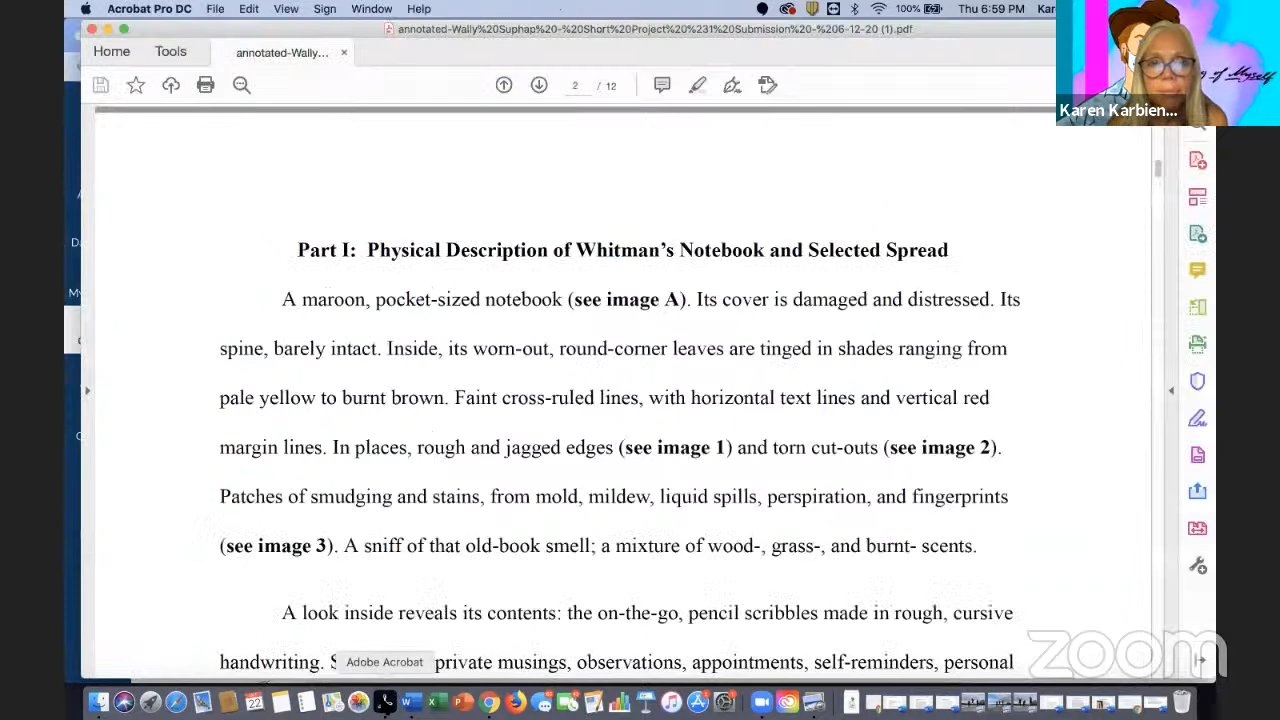 Acrobat Pro DC File Edit View Sign Window Help 100% Thu 6:59 PM Kar
annotated-Wally%20Suphap%20-%20Short%20Project%20%231%20Submission%20-%206-12-20 (1).pdf
Home Tools annotated-Wally... ×
2 / 12
of Myself
Karen Karbien...
Part I: Physical Description of Whitman’s Notebook and Selected Spread
A maroon, pocket-sized notebook (see image A). Its cover is damaged and distressed. Its
spine, barely intact. Inside, its worn-out, round-corner leaves are tinged in shades ranging from
pale yellow to burnt brown. Faint cross-ruled lines, with horizontal text lines and vertical red
margin lines. In places, rough and jagged edges (see image 1) and torn cut-outs (see image 2).
Patches of smudging and stains, from mold, mildew, liquid spills, perspiration, and fingerprints
(see image 3). A sniff of that old-book smell; a mixture of wood-, grass-, and burnt- scents.
A look inside reveals its contents: the on-the-go, pencil scribbles made in rough, cursive
handwriting. S private musings, observations, appointments, self-reminders, personal
Adobe Acrobat
zoom